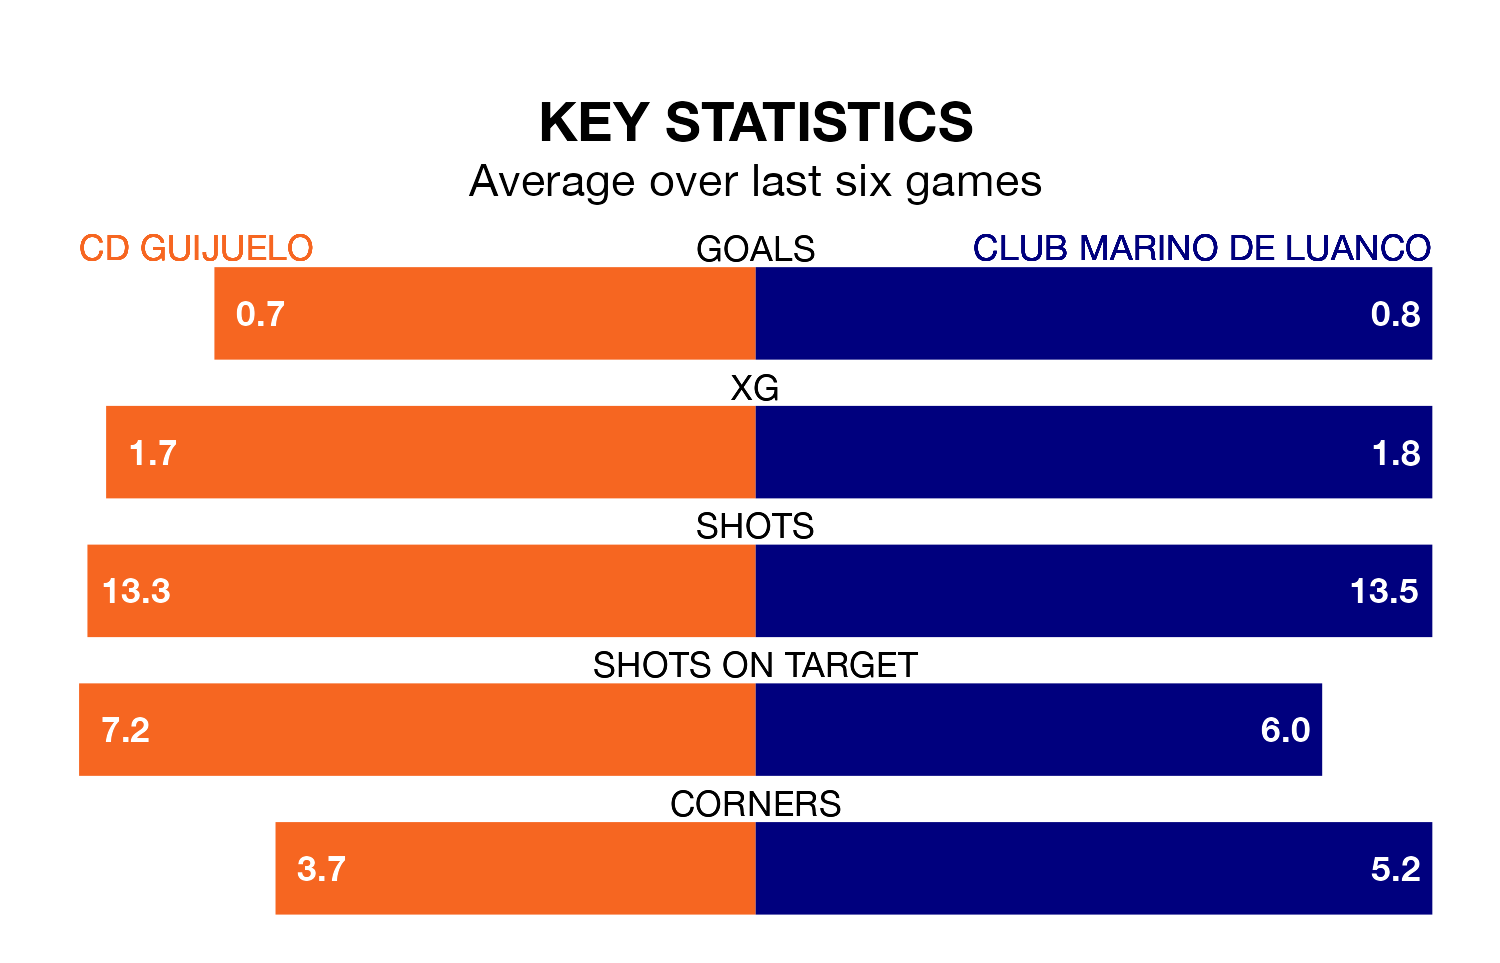 KEY STATISTICS
Average over last six games
CD GUIJUELO GOALS CLUB MARINO DE LUANCO
0.7 0.8
XG
1.7 1.8
SHOTS
13.3 13.5
SHOTS ON TARGET
7.2 6.0
CORNERS
3.7 5.2